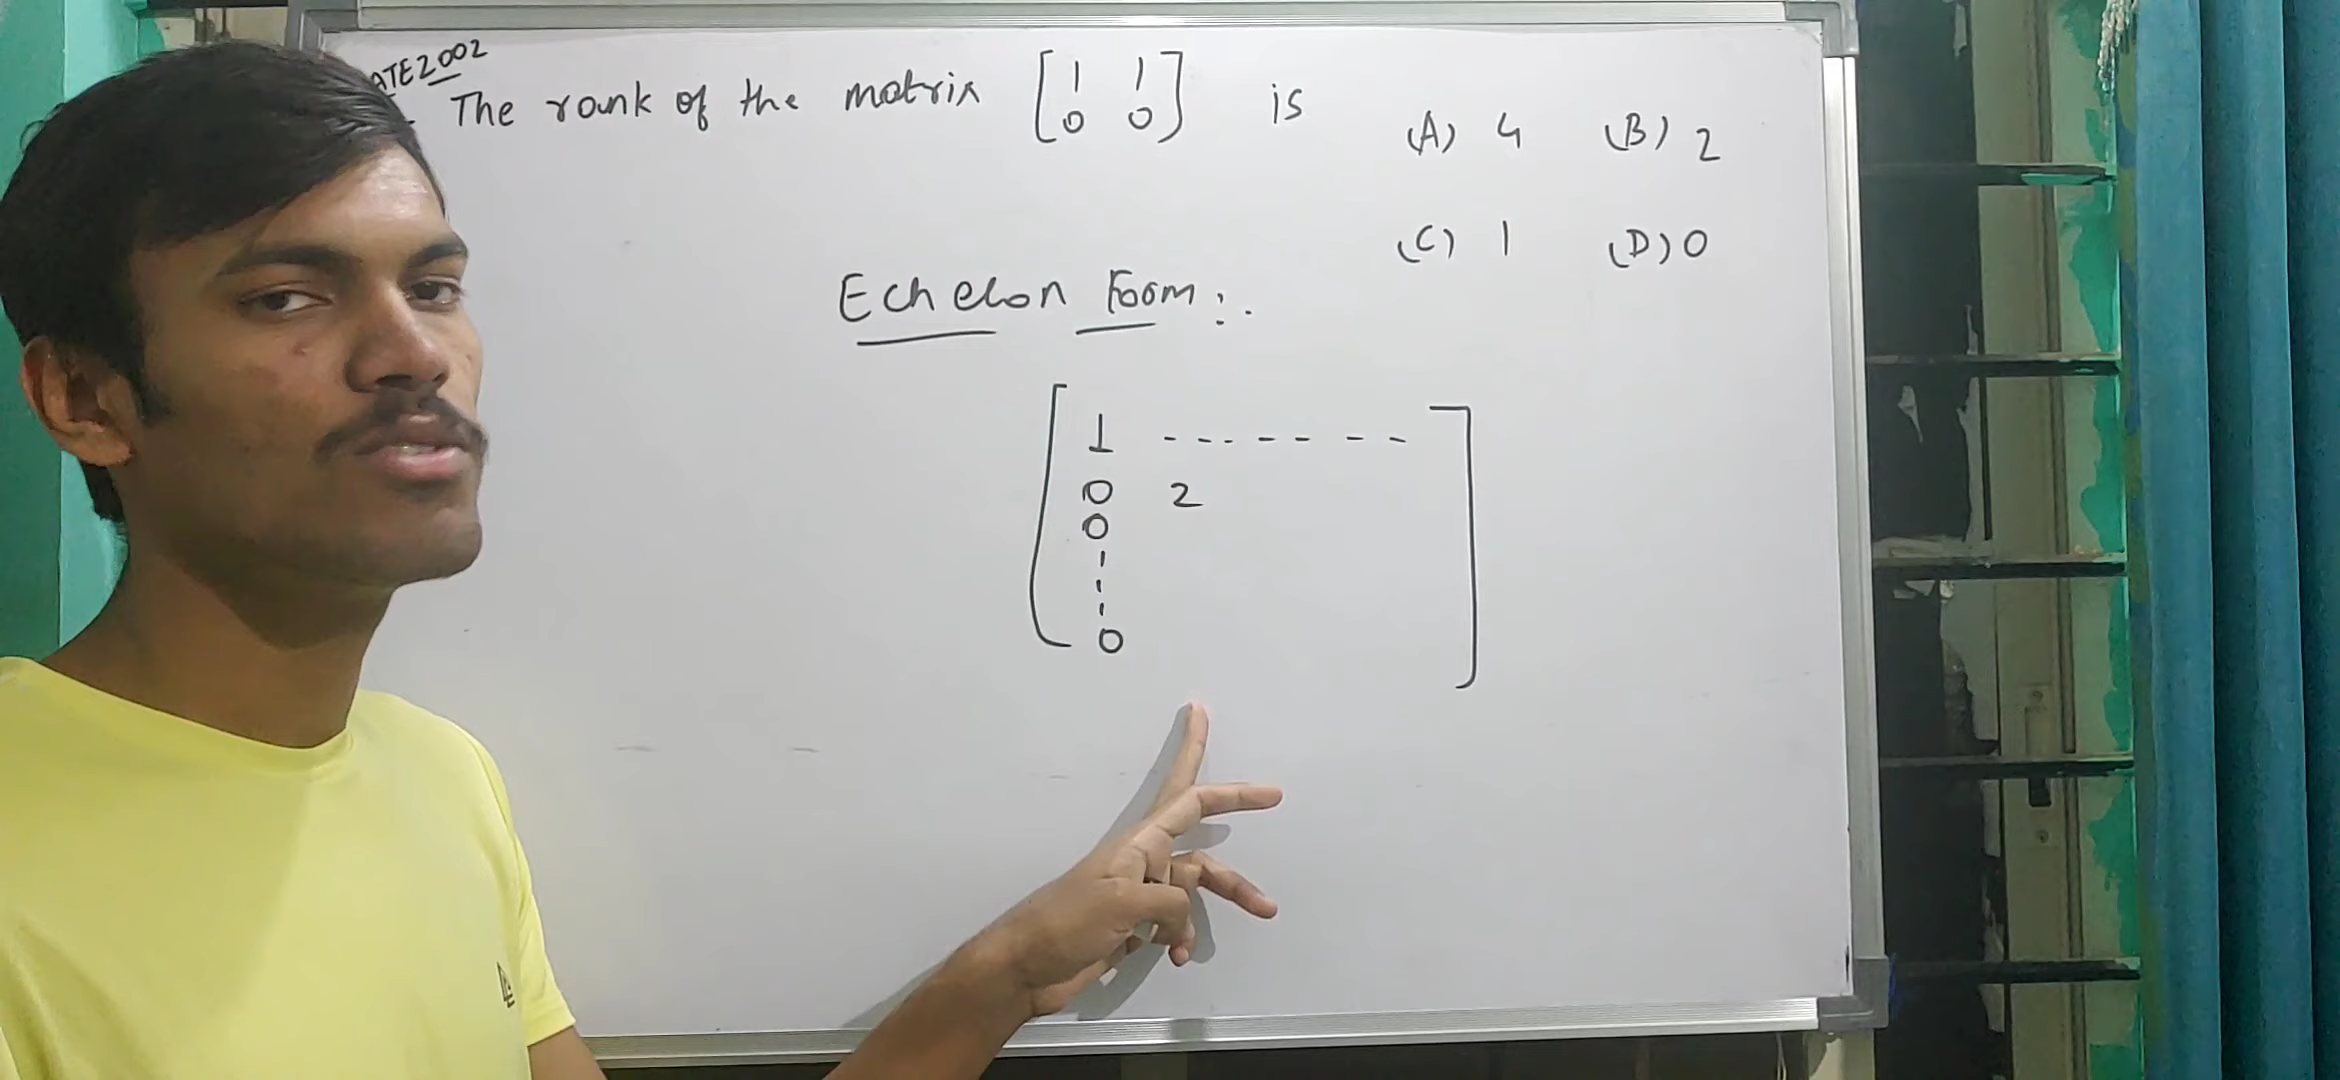 ATE2002
The rank of the matrix [ 1 1 ] is
0 0
(A) 4 (B) 2
(C) 1 (D) 0
Echelon Form:.
1 - - - - - - -
0 2
0
0